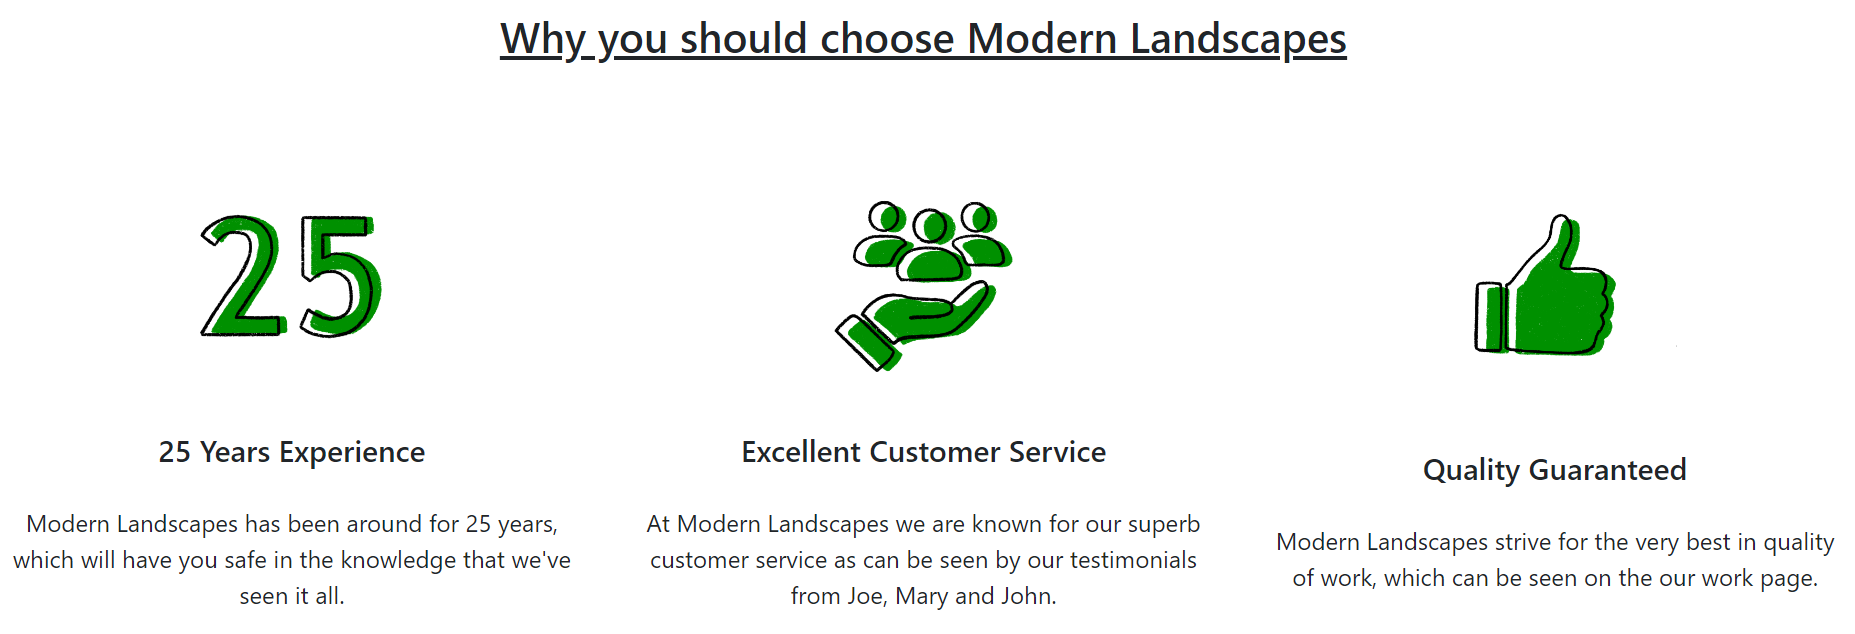 Why you should choose Modern Landscapes
25
25 Years Experience
Modern Landscapes has been around for 25 years,
which will have you safe in the knowledge that we've
seen it all.
Excellent Customer Service
At Modern Landscapes we are known for our superb
customer service as can be seen by our testimonials
from Joe, Mary and John.
Quality Guaranteed
Modern Landscapes strive for the very best in quality
of work, which can be seen on the our work page.